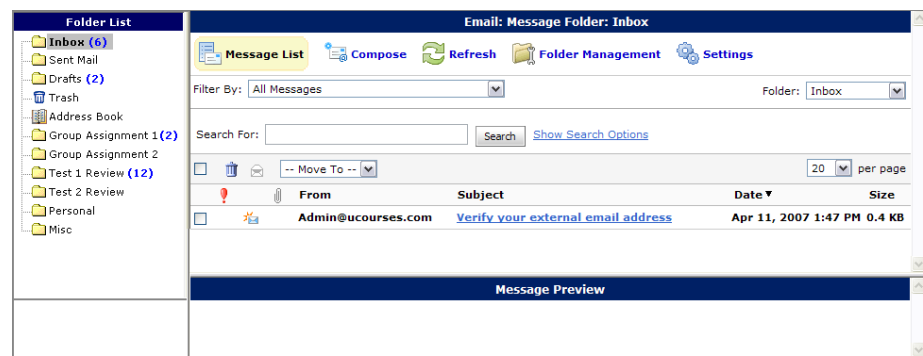 Folder List
Inbox (6)
Sent Mail
Drafts (2)
Trash
Address Book
Group Assignment 1(2)
Group Assignment 2
Test 1 Review (12)
Test 2 Review
Personal
Misc
Email: Message Folder: Inbox
Message List Compose Refresh Folder Management Settings
Filter By: All Messages Folder: Inbox
Search For: Search Show Search Options
-- Move To -- 20 per page
From Subject Date Size
Admin@ucourses.com Verify your external email address Apr 11, 2007 1:47 PM 0.4 KB
Message Preview